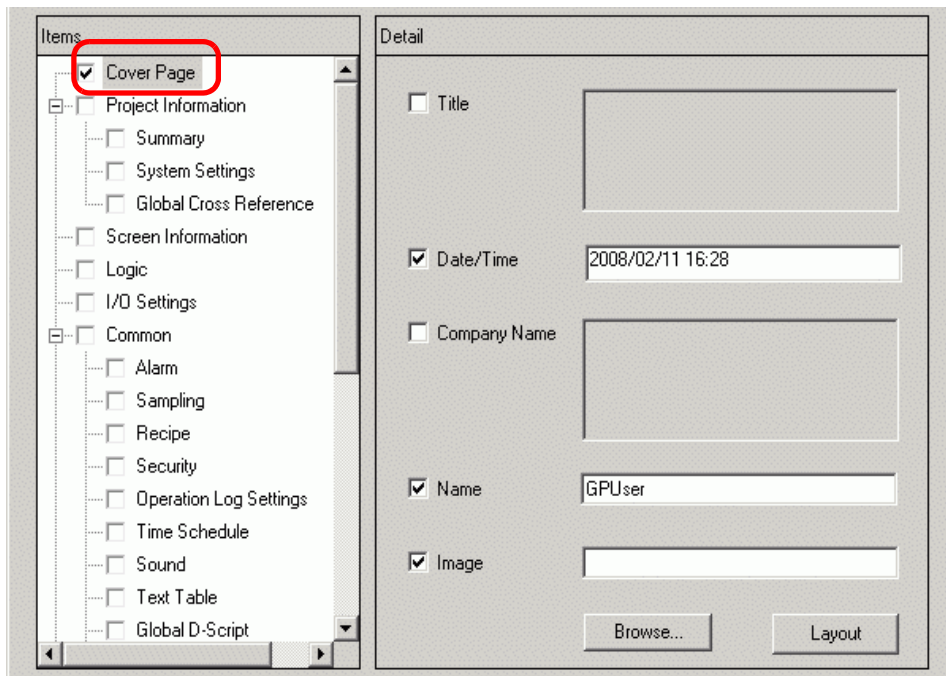 Items
Cover Page
Project Information
Summary
System Settings
Global Cross Reference
Screen Information
Logic
I/O Settings
Common
Alarm
Sampling
Recipe
Security
Operation Log Settings
Time Schedule
Sound
Text Table
Global D-Script
Detail
Title
Date/Time 2008/02/11 16:28
Company Name
Name GPUser
Image
Browse... Layout